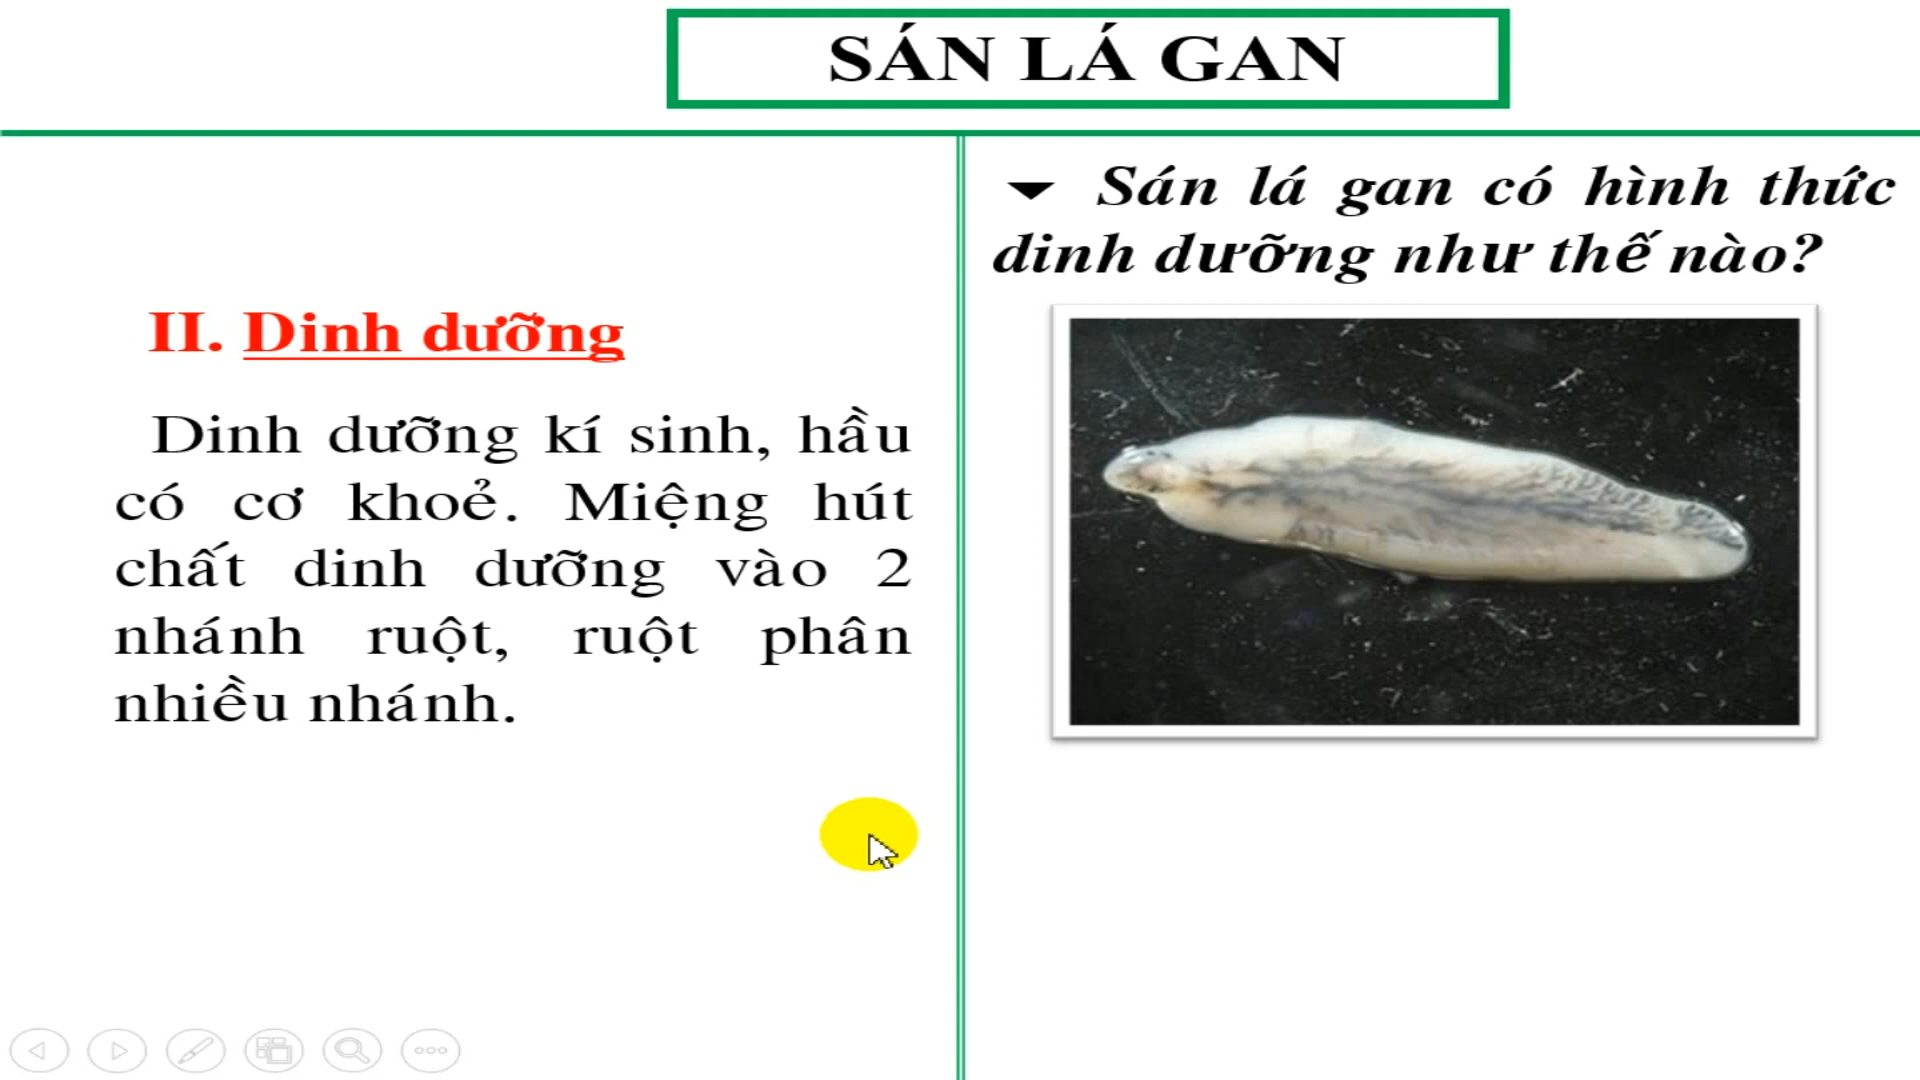 SÁN LÁ GAN
II. Dinh dưỡng
Dinh dưỡng kí sinh, hầu
có cơ khoẻ. Miệng hút
chất dinh dưỡng vào 2
nhánh ruột, ruột phân
nhiều nhánh.
Sán lá gan có hình thức
dinh dưỡng như thế nào?